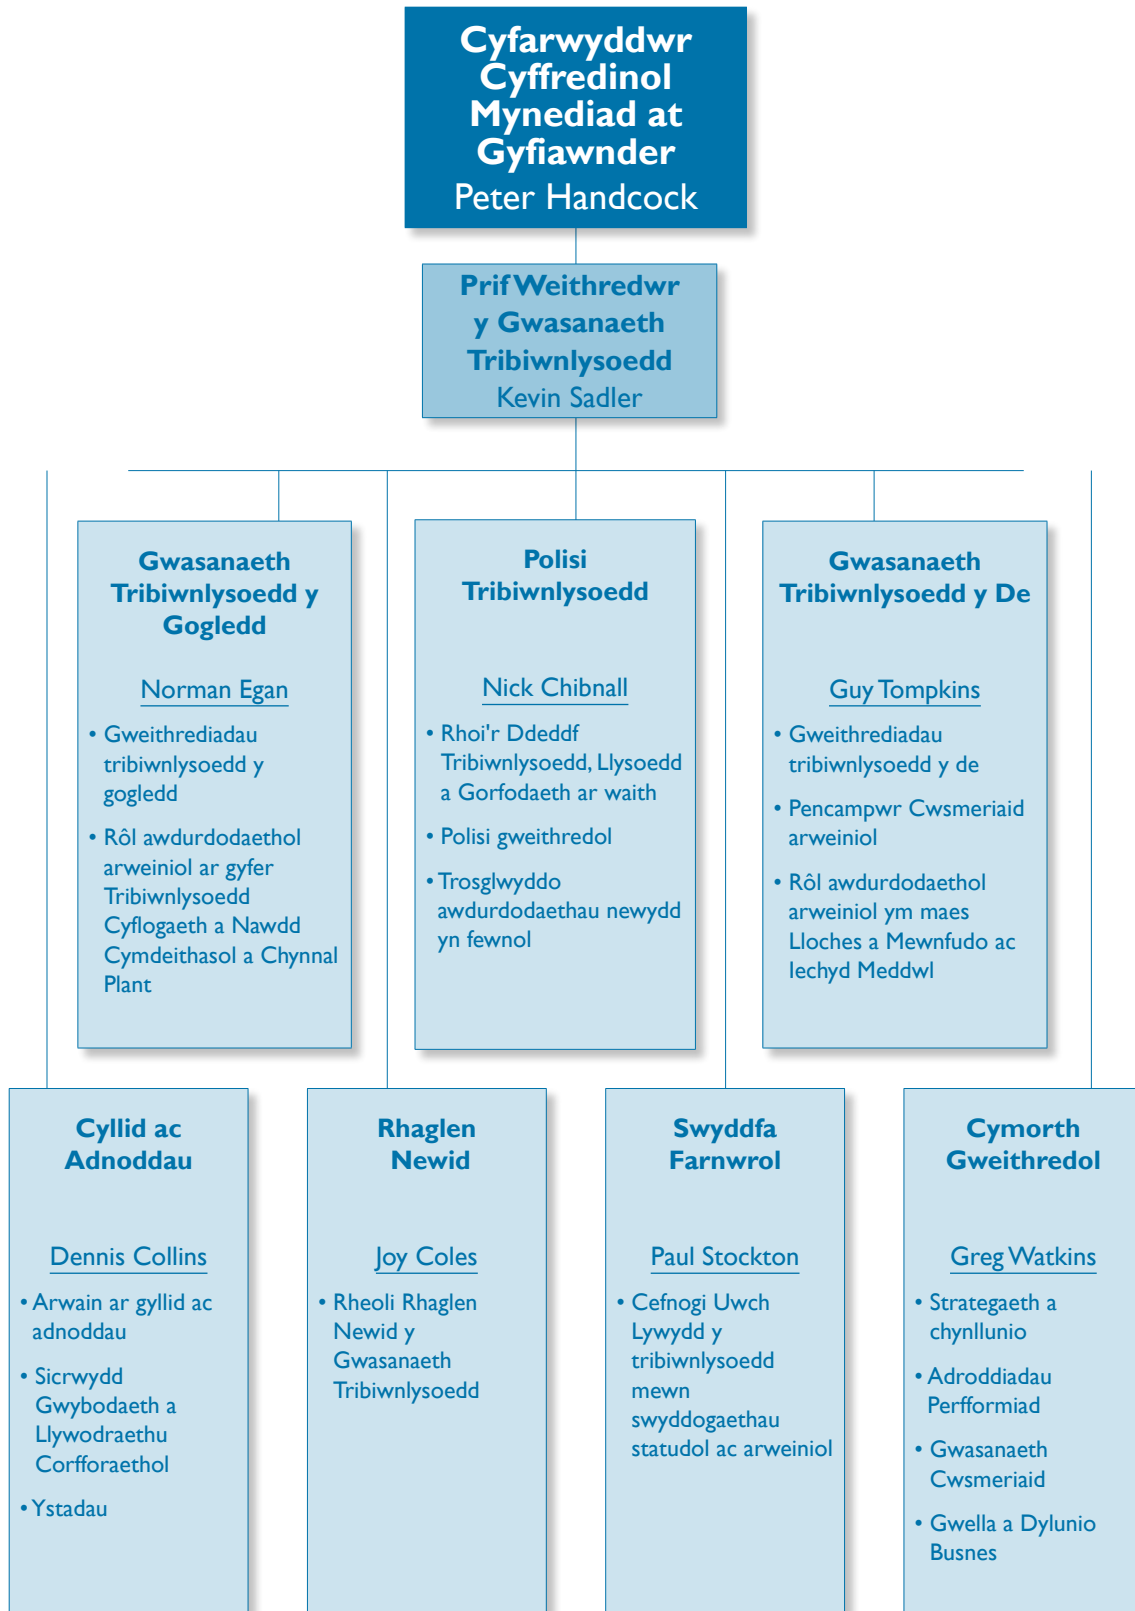 Cyfarwyddwr
Cyffredinol
Mynediad at
Gyfiawnder
Peter Handcock
Prif Weithredwr
y Gwasanaeth
Tribiwnlysoedd
Kevin Sadler
Gwasanaeth
Tribiwnlysoedd y
Gogledd
Norman Egan
• Gweithrediadau
tribiwnlysoedd y
gogledd
• Rôl awdurdodaethol
arweiniol ar gyfer
Tribiwnlysoedd
Cyflogaeth a Nawdd
Cymdeithasol a Chynnal
Plant
Polisi
Tribiwnlysoedd
Nick Chibnall
• Rhoi'r Ddeddf
Tribiwnlysoedd, Llysoedd
a Gorfodaeth ar waith
• Polisi gweithredol
• Trosglwyddo
awdurdodaethau newydd
yn fewnol
Gwasanaeth
Tribiwnlysoedd y De
Guy Tompkins
• Gweithrediadau
tribiwnlysoedd y de
• Pencampwr Cwsmeriaid
arweiniol
• Rôl awdurdodaethol
arweiniol ym maes
Lloches a Mewnfudo ac
Iechyd Meddwl
Cyllid ac
Adnoddau
Dennis Collins
• Arwain ar gyllid ac
adnoddau
• Sicrwydd
Gwybodaeth a
Llywodraethu
Corfforaethol
• Ystadau
Rhaglen
Newid
Joy Coles
• Rheoli Rhaglen
Newid y
Gwasanaeth
Tribiwnlysoedd
Swyddfa
Farnwrol
Paul Stockton
• Cefnogi Uwch
Lywydd y
tribiwnlysoedd
mewn
swyddogaethau
statudol ac arweiniol
Cymorth
Gweithredol
Greg Watkins
• Strategaeth a
chynllunio
• Adroddiadau
Perfformiad
• Gwasanaeth
Cwsmeriaid
• Gwella a Dylunio
Busnes